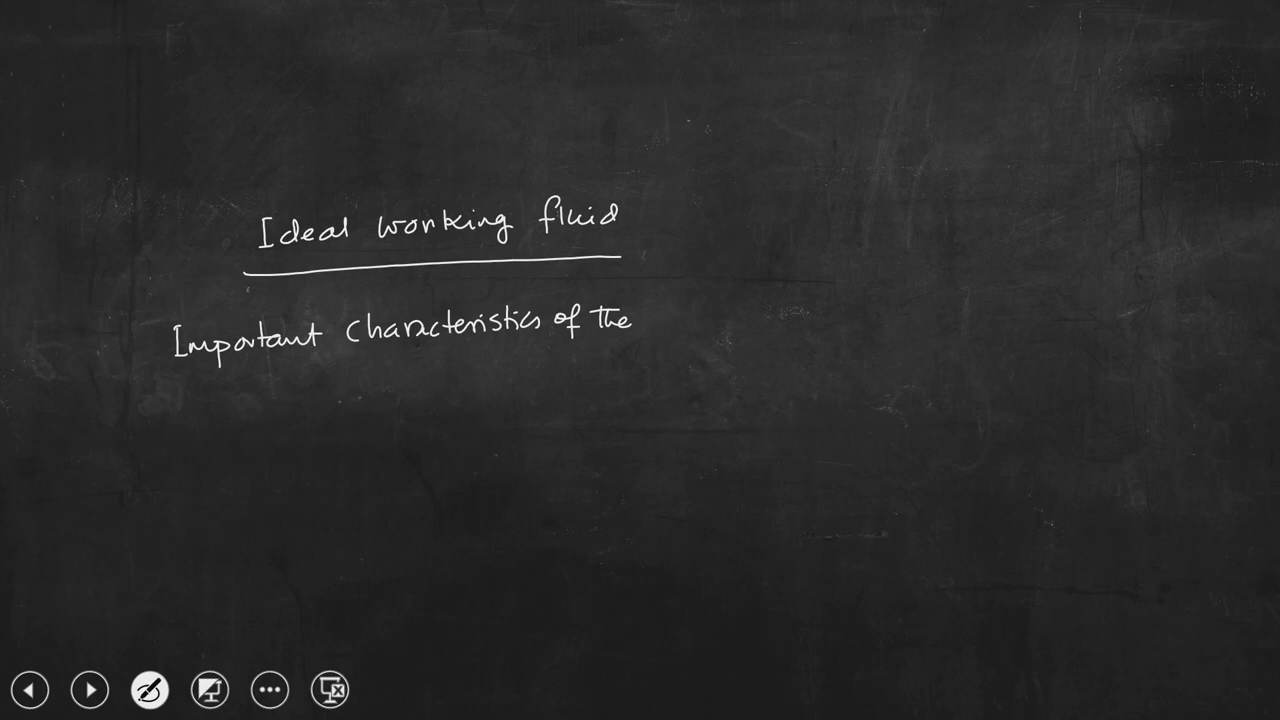 Ideal working fluid
Important characteristics of the